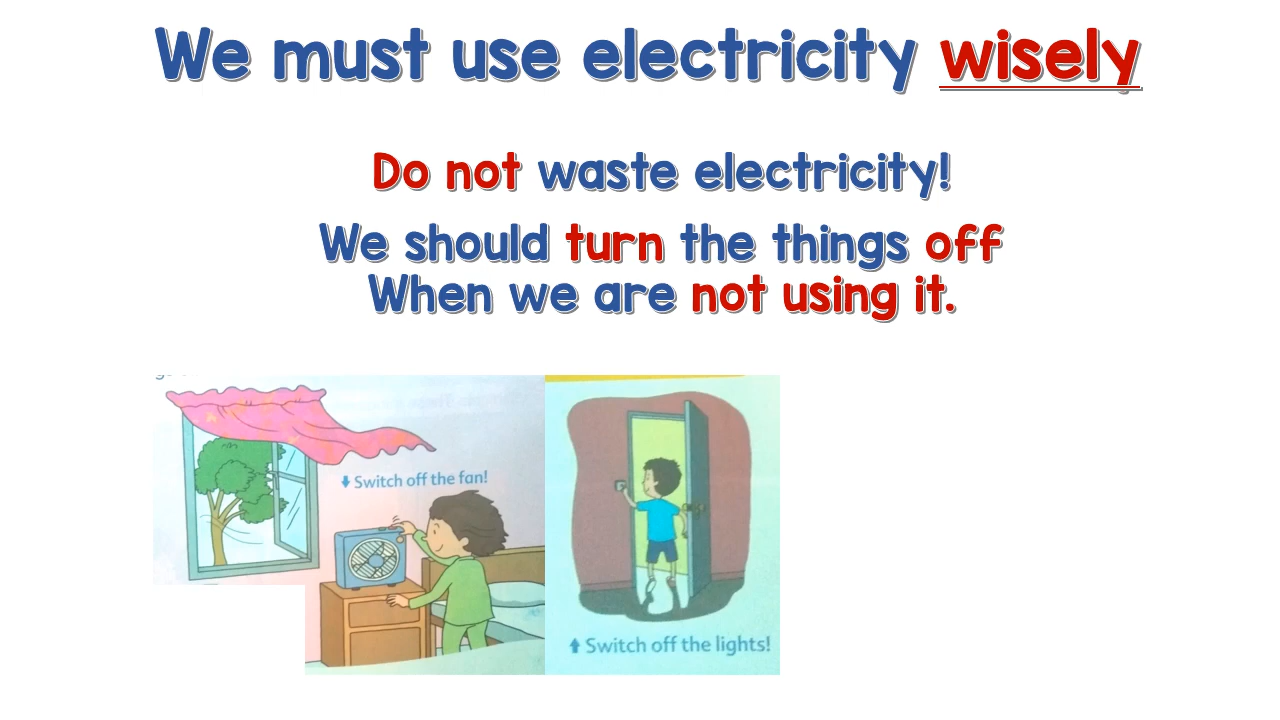 We must use electricity wisely
Do not waste electricity!
We should turn the things off
When we are not using it.
Switch off the fan!
Switch off the lights!